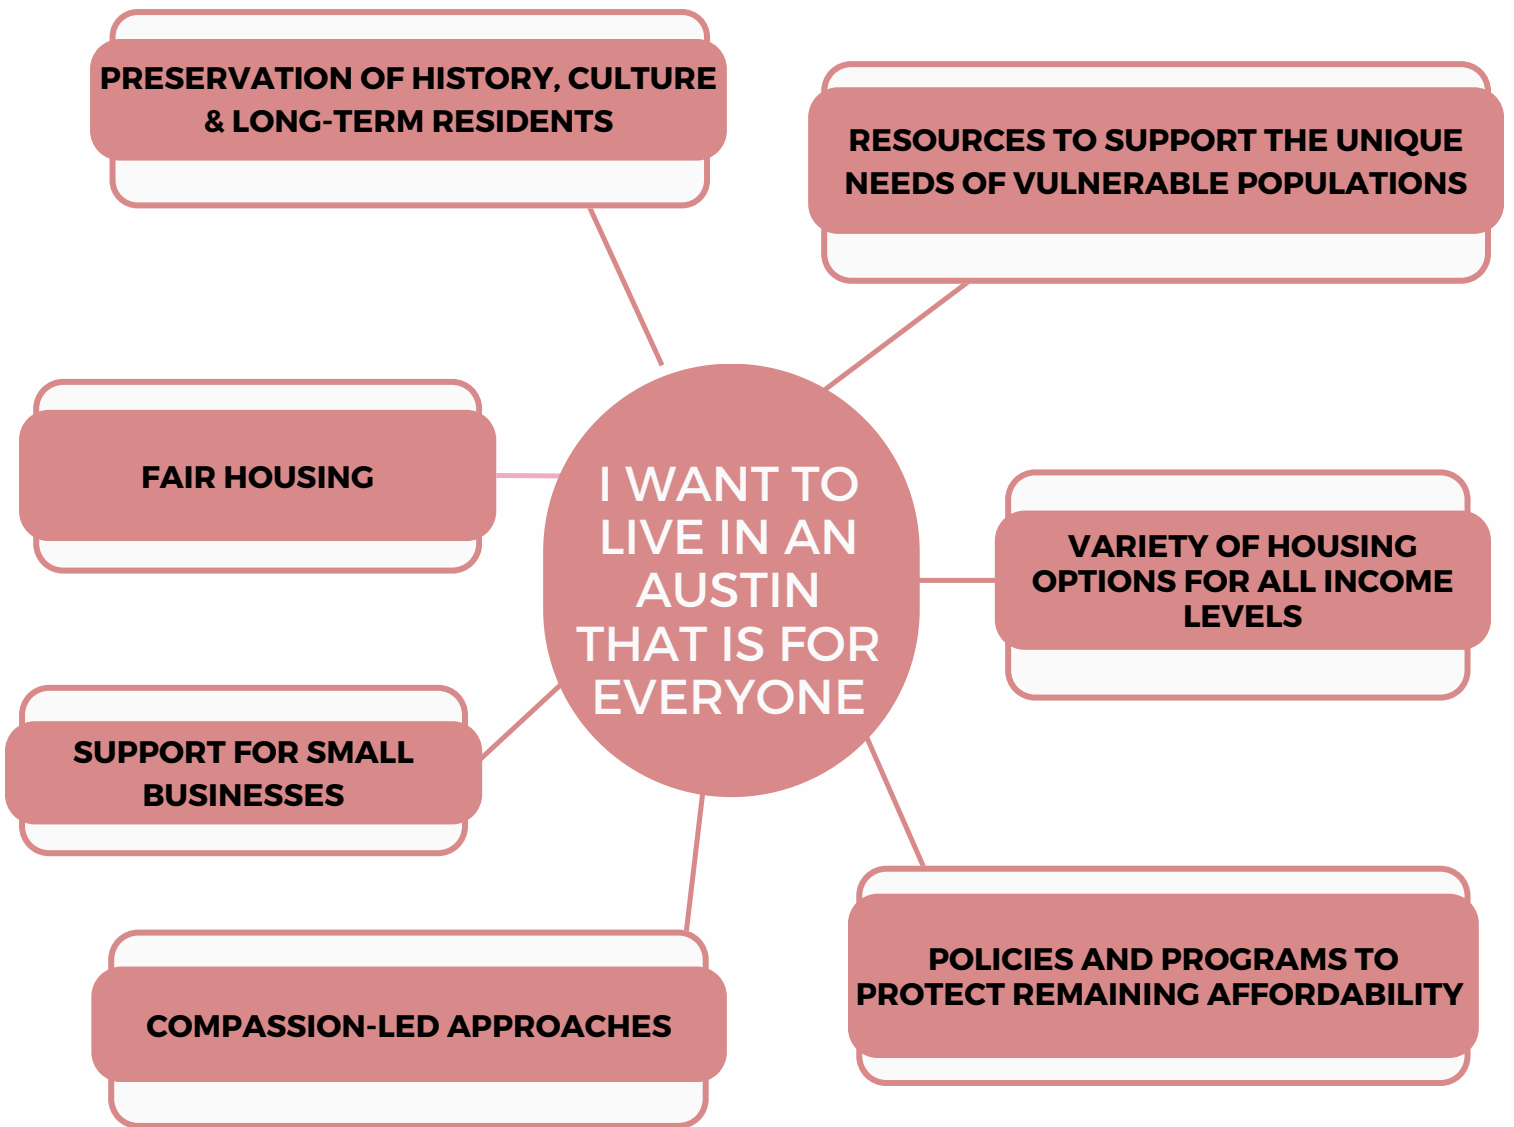 PRESERVATION OF HISTORY, CULTURE
& LONG-TERM RESIDENTS
RESOURCES TO SUPPORT THE UNIQUE
NEEDS OF VULNERABLE POPULATIONS
FAIR HOUSING
I WANT TO
LIVE IN AN
AUSTIN
THAT IS FOR
EVERYONE
VARIETY OF HOUSING
OPTIONS FOR ALL INCOME
LEVELS
SUPPORT FOR SMALL
BUSINESSES
POLICIES AND PROGRAMS TO
PROTECT REMAINING AFFORDABILITY
COMPASSION-LED APPROACHES